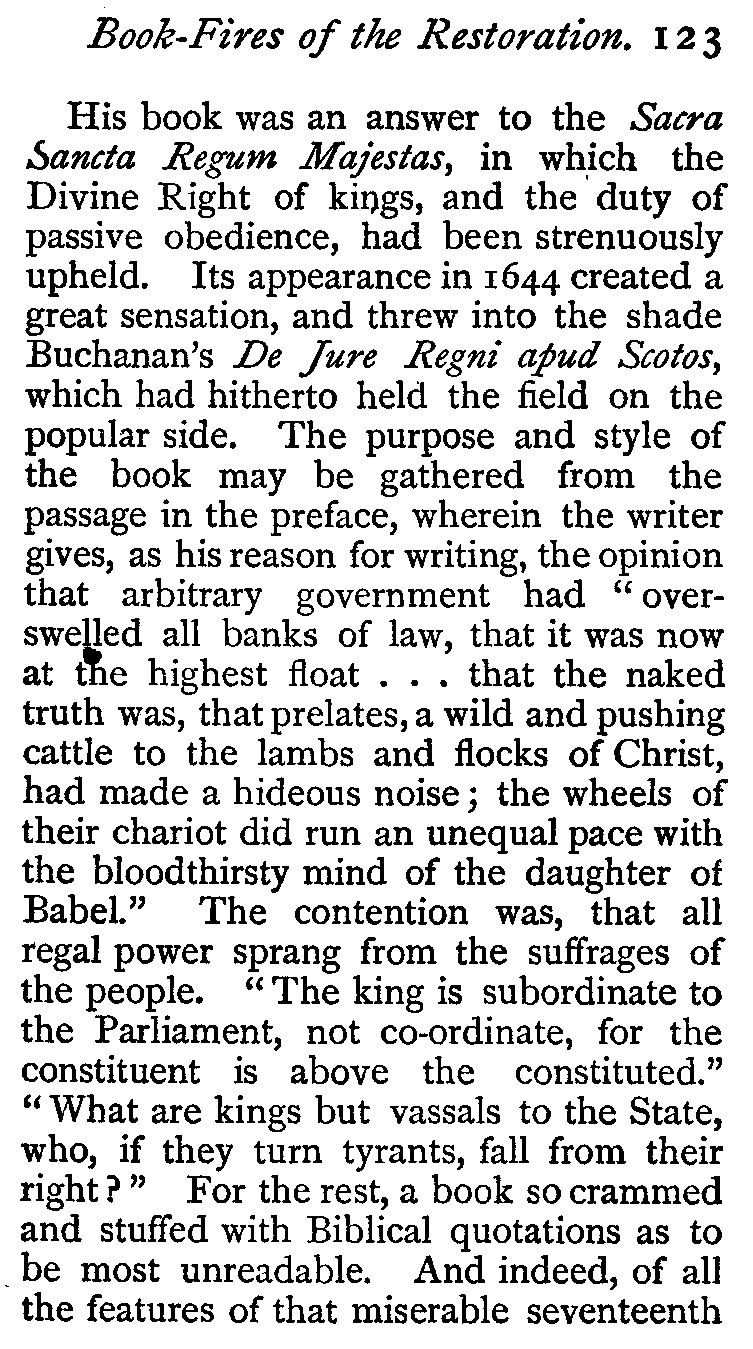 Book-Fires of the Restoration. 123
His book was an answer to the Sacra
Sancta Regum Majestas, in which the
Divine Right of kings, and the duty of
passive obedience, had been strenuously
upheld. Its appearance in 1644 created a
great sensation, and threw into the shade
Buchanan's De Jure Regni apud Scotos,
which had hitherto held the field on the
popular side. The purpose and style of
the book may be gathered from the
passage in the preface, wherein the writer
gives, as his reason for writing, the opinion
that arbitrary government had “over-
swelled all banks of law, that it was now
at the highest float . . . that the naked
truth was, that prelates, a wild and pushing
cattle to the lambs and flocks of Christ,
had made a hideous noise; the wheels of
their chariot did run an unequal pace with
the bloodthirsty mind of the daughter of
Babel.” The contention was, that all
regal power sprang from the suffrages of
the people. “The king is subordinate to
the Parliament, not co-ordinate, for the
constituent is above the constituted.”
“What are kings but vassals to the State,
who, if they turn tyrants, fall from their
right?” For the rest, a book so crammed
and stuffed with Biblical quotations as to
be most unreadable. And indeed, of all
the features of that miserable seventeenth